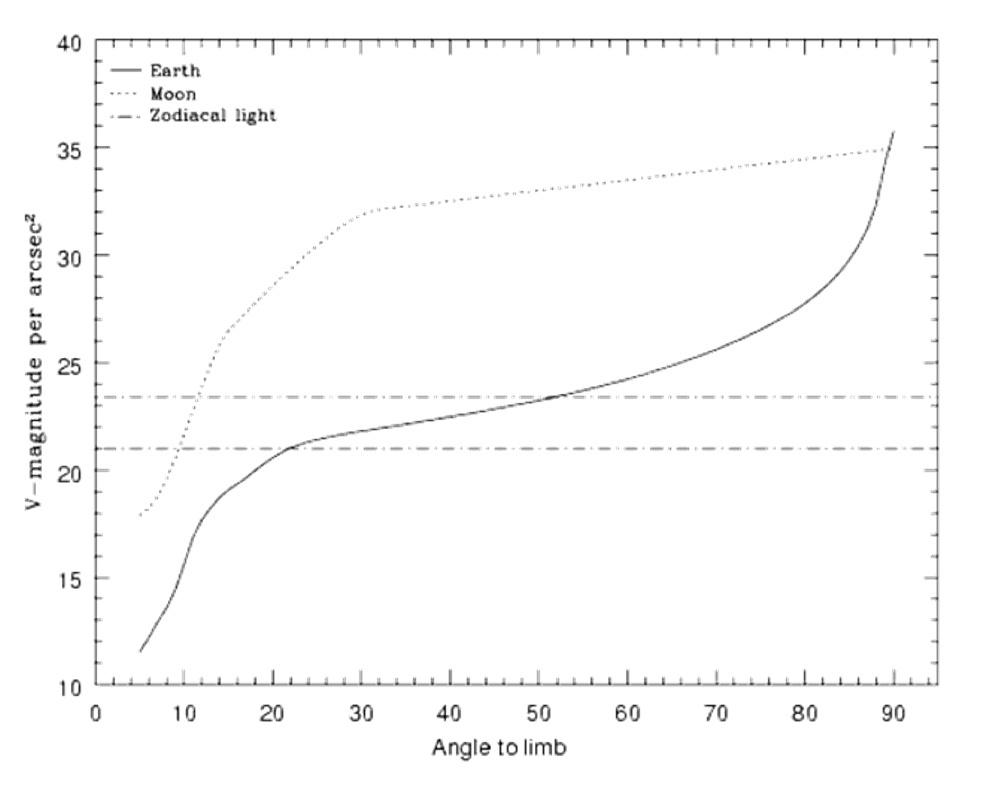 40
35
30
25
20
15
10
V-magnitude per arcsec²
Earth
Moon
Zodiacal light
0 10 20 30 40 50 60 70 80 90
Angle to limb